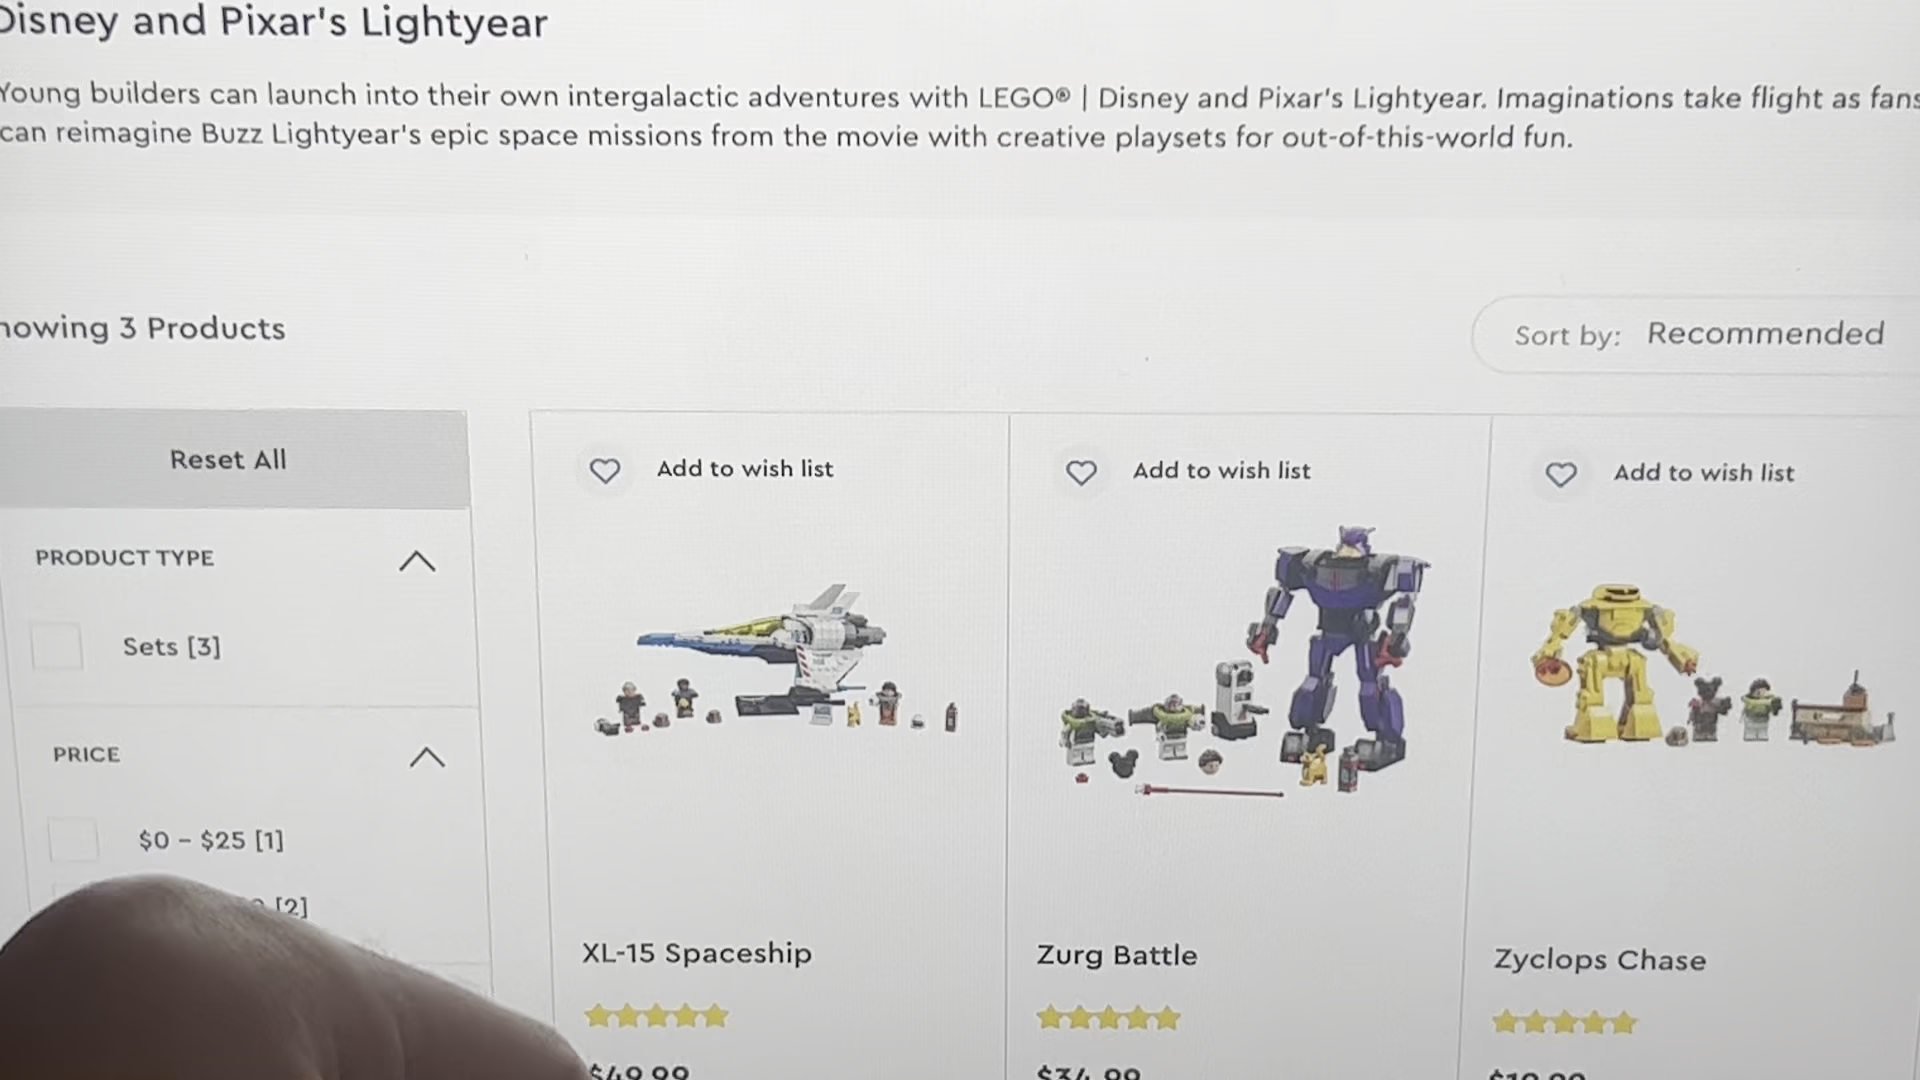 Disney and Pixar's Lightyear
Young builders can launch into their own intergalactic adventures with LEGO® | Disney and Pixar's Lightyear. Imaginations take flight as fans
can reimagine Buzz Lightyear's epic space missions from the movie with creative playsets for out-of-this-world fun.
howing 3 Products
Sort by: Recommended
Reset All
Add to wish list
Add to wish list
Add to wish list
PRODUCT TYPE
Sets [3]
PRICE
$0 – $25 [1]
[2]
XL-15 Spaceship
Zurg Battle
Zyclops Chase
$49.99
$34.99